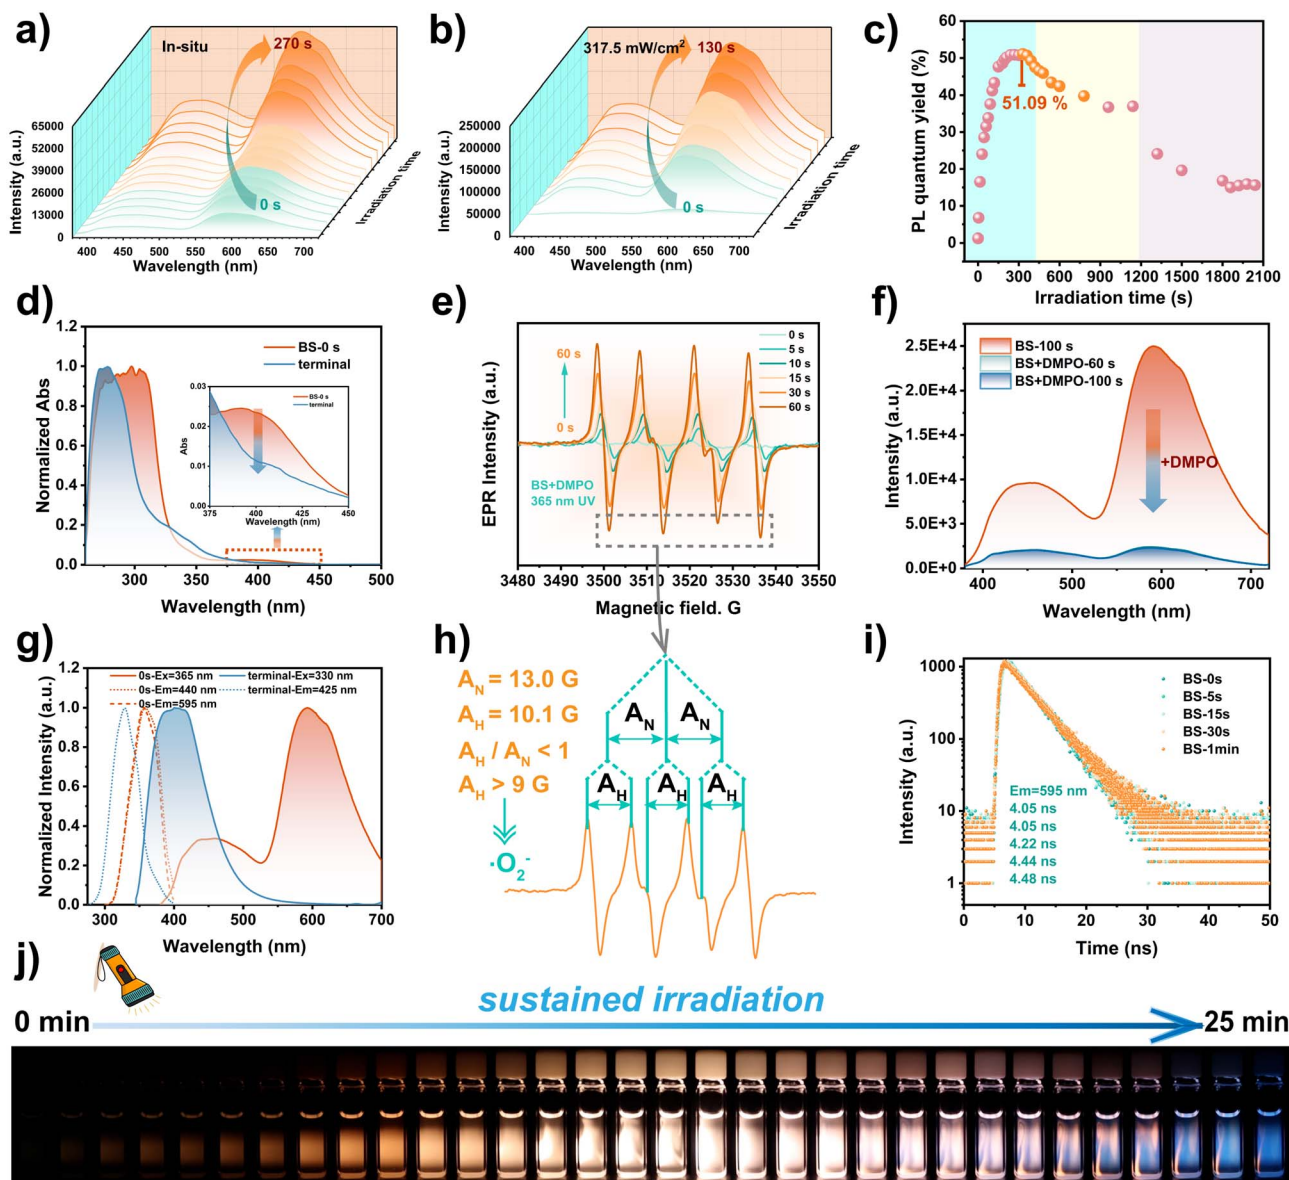 a)
In-situ
270 s
0 s
Intensity (a.u.)
65000
52000
39000
26000
13000
0
400 450 500 550 600 650 700
Wavelength (nm)
Irradiation time
b)
317.5 mW/cm²
130 s
0 s
Intensity (a.u.)
250000
200000
150000
100000
50000
0
400 450 500 550 600 650 700
Wavelength (nm)
Irradiation time
c)
PL quantum yield (%)
60
50
40
30
20
10
0
51.09 %
0 300 600 900 1200 1500 1800 2100
Irradiation time (s)
d)
Normalized Abs
1.2
1.0
0.8
0.6
0.4
0.2
0.0
BS-0 s
terminal
0.03
0.02
0.01
0.00
Abs
BS-0 s
terminal
375 400 425 450
Wavelength (nm)
300 350 400 450 500
Wavelength (nm)
e)
EPR Intensity (a.u.)
60 s
0 s
0 s
5 s
10 s
15 s
30 s
60 s
BS+DMPO
365 nm UV
3480 3490 3500 3510 3520 3530 3540 3550
Magnetic field. G
f)
Intensity (a.u.)
2.5E+4
2.0E+4
1.5E+4
1.0E+4
5.0E+3
0.0E+0
BS-100 s
BS+DMPO-60 s
BS+DMPO-100 s
+DMPO
400 500 600 700
Wavelength (nm)
g)
Normalized Intensity (a.u.)
1.2
1.0
0.8
0.6
0.4
0.2
0.0
0s-Ex=365 nm terminal-Ex=330 nm
0s-Em=440 nm terminal-Em=425 nm
0s-Em=595 nm
300 400 500 600 700
Wavelength (nm)
h)
A_N = 13.0 G
A_H = 10.1 G
A_H / A_N < 1
A_H > 9 G
·O₂⁻
A_N A_N
A_H A_H A_H
i)
Intensity (a.u.)
1000
100
10
1
BS-0s
BS-5s
BS-15s
BS-30s
BS-1min
Em=595 nm
4.05 ns
4.05 ns
4.22 ns
4.44 ns
4.48 ns
0 10 20 30 40 50
Time (ns)
j)
sustained irradiation
0 min 25 min